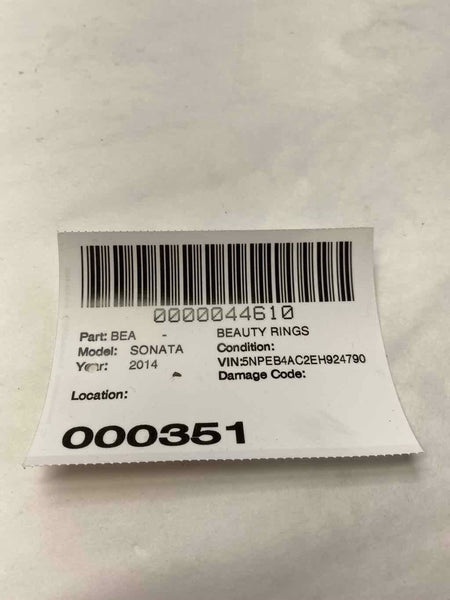 0000044610
Part: BEA - BEAUTY RINGS
Model: SONATA Condition:
Year: 2014 VIN:5NPEB4AC2EH924790
Damage Code:
Location:
000351